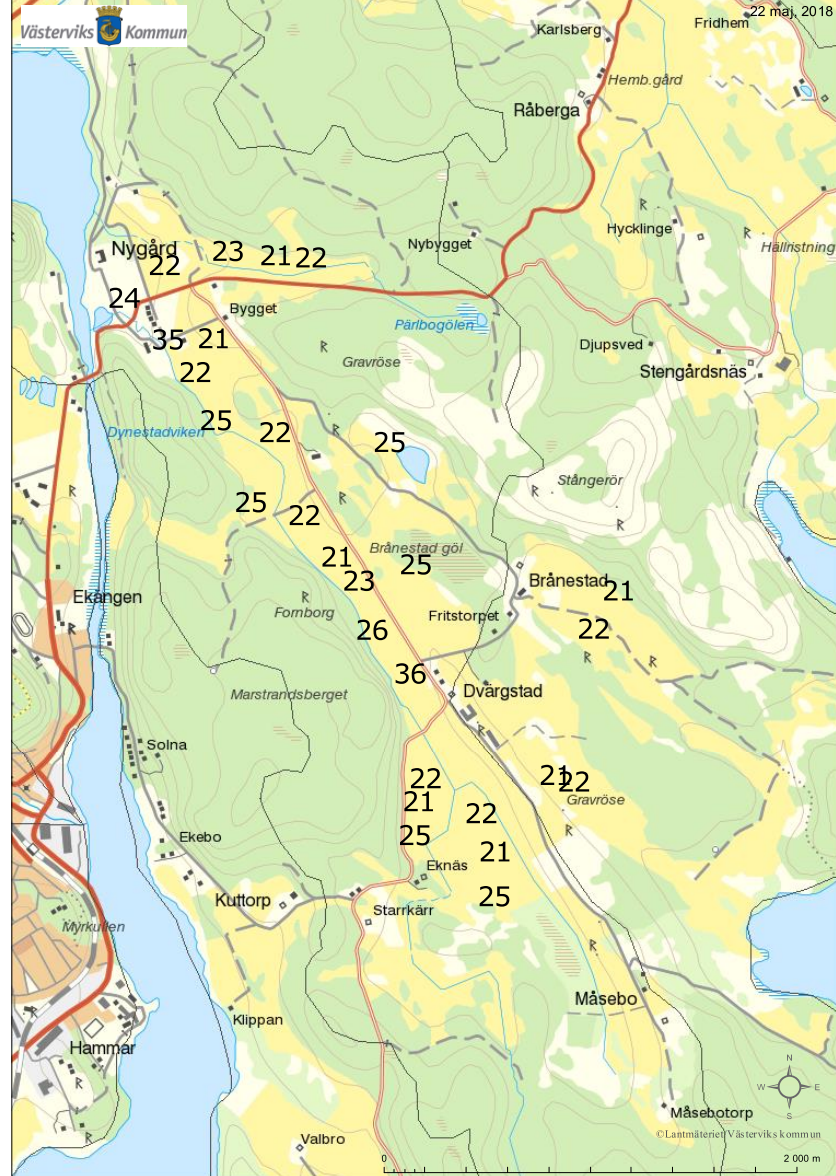 22 maj, 2018
Västerviks Kommun
Fridhem
Karlsberg
Hemb.gård
Råberga
Hycklinge
Nybygget
Hällristning
Nygård
23
21
22
22
24
Bygget
Pärlbogölen
35
21
Gravröse
Djupsved
Stengårdsnäs
22
25
Dynestadviken
22
25
Stångerör
25
22
21
Brånestad göl
25
23
Brånestad
21
Ekängen
Fornborg
Fritstorpet
26
22
36
Marstrandsberget
Dvärgstad
Solna
22
21
22
21
Gravröse
22
Ekebo
25
21
Eknäs
Kuttorp
25
Starrkärr
Myrkullen
Måsebo
Klippan
Hammar
N
W E
S
Måsebotorp
©Lantmäteriet/Västerviks kommun
Valbro
0 2 000 m